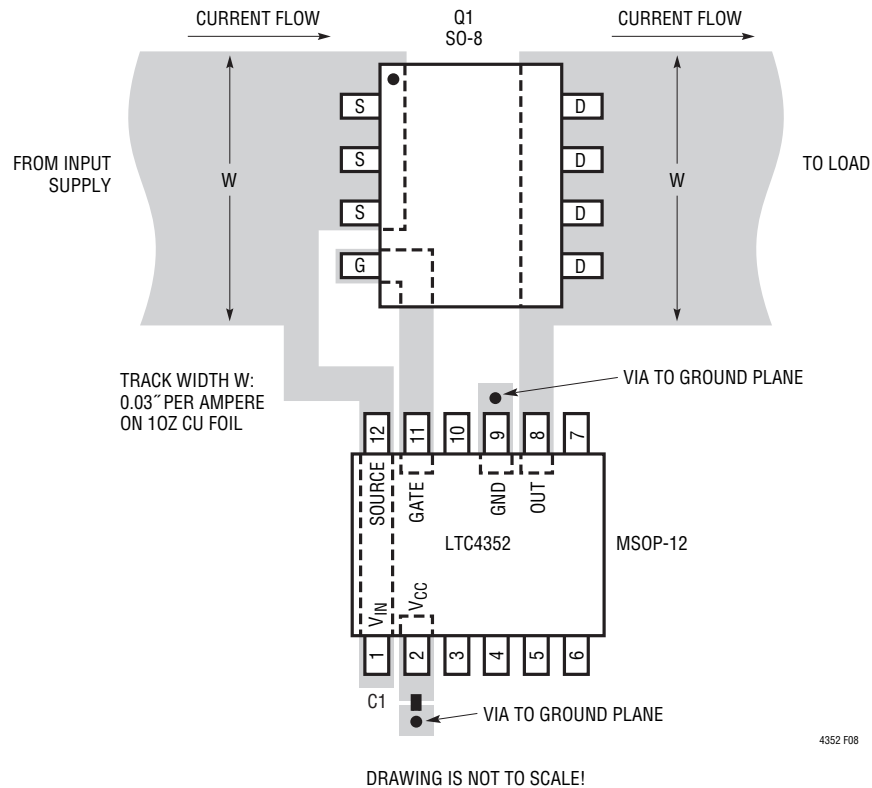 CURRENT FLOW
Q1
SO-8
CURRENT FLOW
S
D
FROM INPUT
SUPPLY
W
S
D
W
TO LOAD
S
D
G
D
TRACK WIDTH W:
0.03˝ PER AMPERE
ON 1OZ CU FOIL
VIA TO GROUND PLANE
12
11
10
9
8
7
SOURCE
GATE
GND
OUT
LTC4352
MSOP-12
VIN
VCC
1
2
3
4
5
6
C1
VIA TO GROUND PLANE
4352 F08
DRAWING IS NOT TO SCALE!